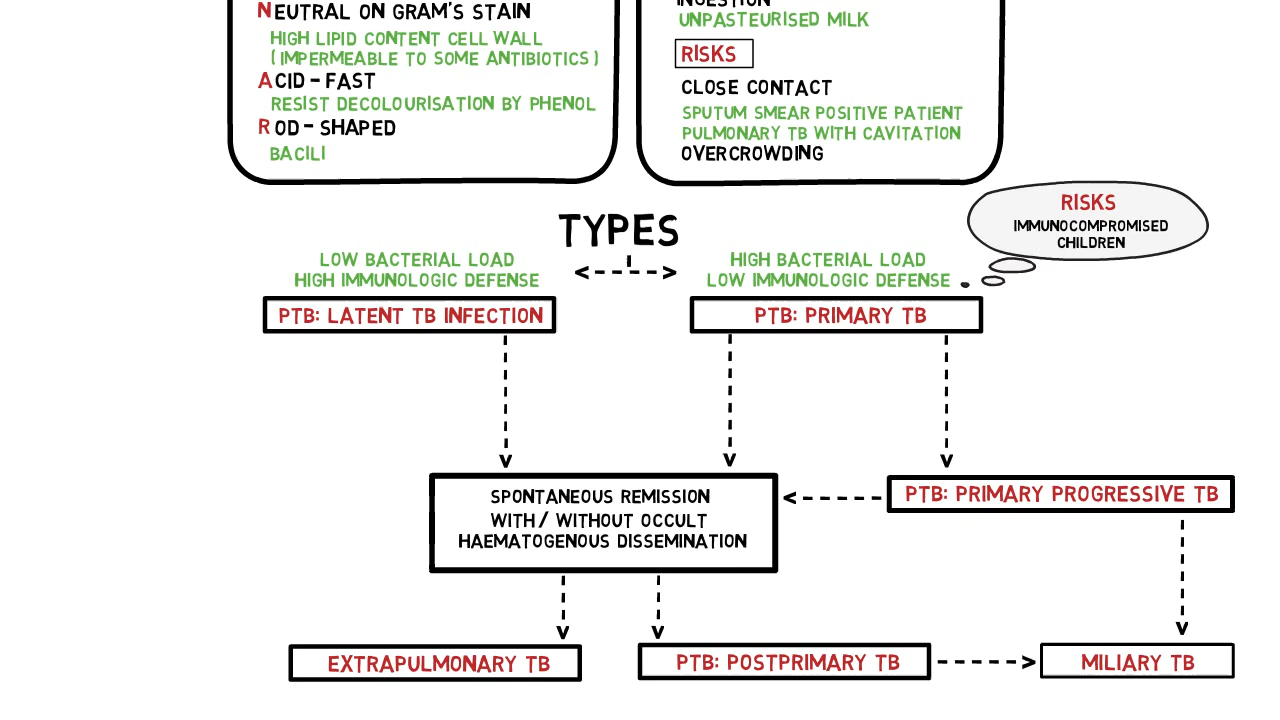 NEUTRAL ON GRAM'S STAIN
HIGH LIPID CONTENT CELL WALL
(IMPERMEABLE TO SOME ANTIBIOTICS)
ACID-FAST
RESIST DECOLOURISATION BY PHENOL
ROD-SHAPED
BACILI
INGESTION
UNPASTEURISED MILK
RISKS
CLOSE CONTACT
SPUTUM SMEAR POSITIVE PATIENT
PULMONARY TB WITH CAVITATION
OVERCROWDING
RISKS
IMMUNOCOMPROMISED
CHILDREN
TYPES
LOW BACTERIAL LOAD
HIGH IMMUNOLOGIC DEFENSE
HIGH BACTERIAL LOAD
LOW IMMUNOLOGIC DEFENSE
PTB: LATENT TB INFECTION
PTB: PRIMARY TB
SPONTANEOUS REMISSION
WITH/ WITHOUT OCCULT
HAEMATOGENOUS DISSEMINATION
PTB: PRIMARY PROGRESSIVE TB
EXTRAPULMONARY TB
PTB: POSTPRIMARY TB
MILIARY TB